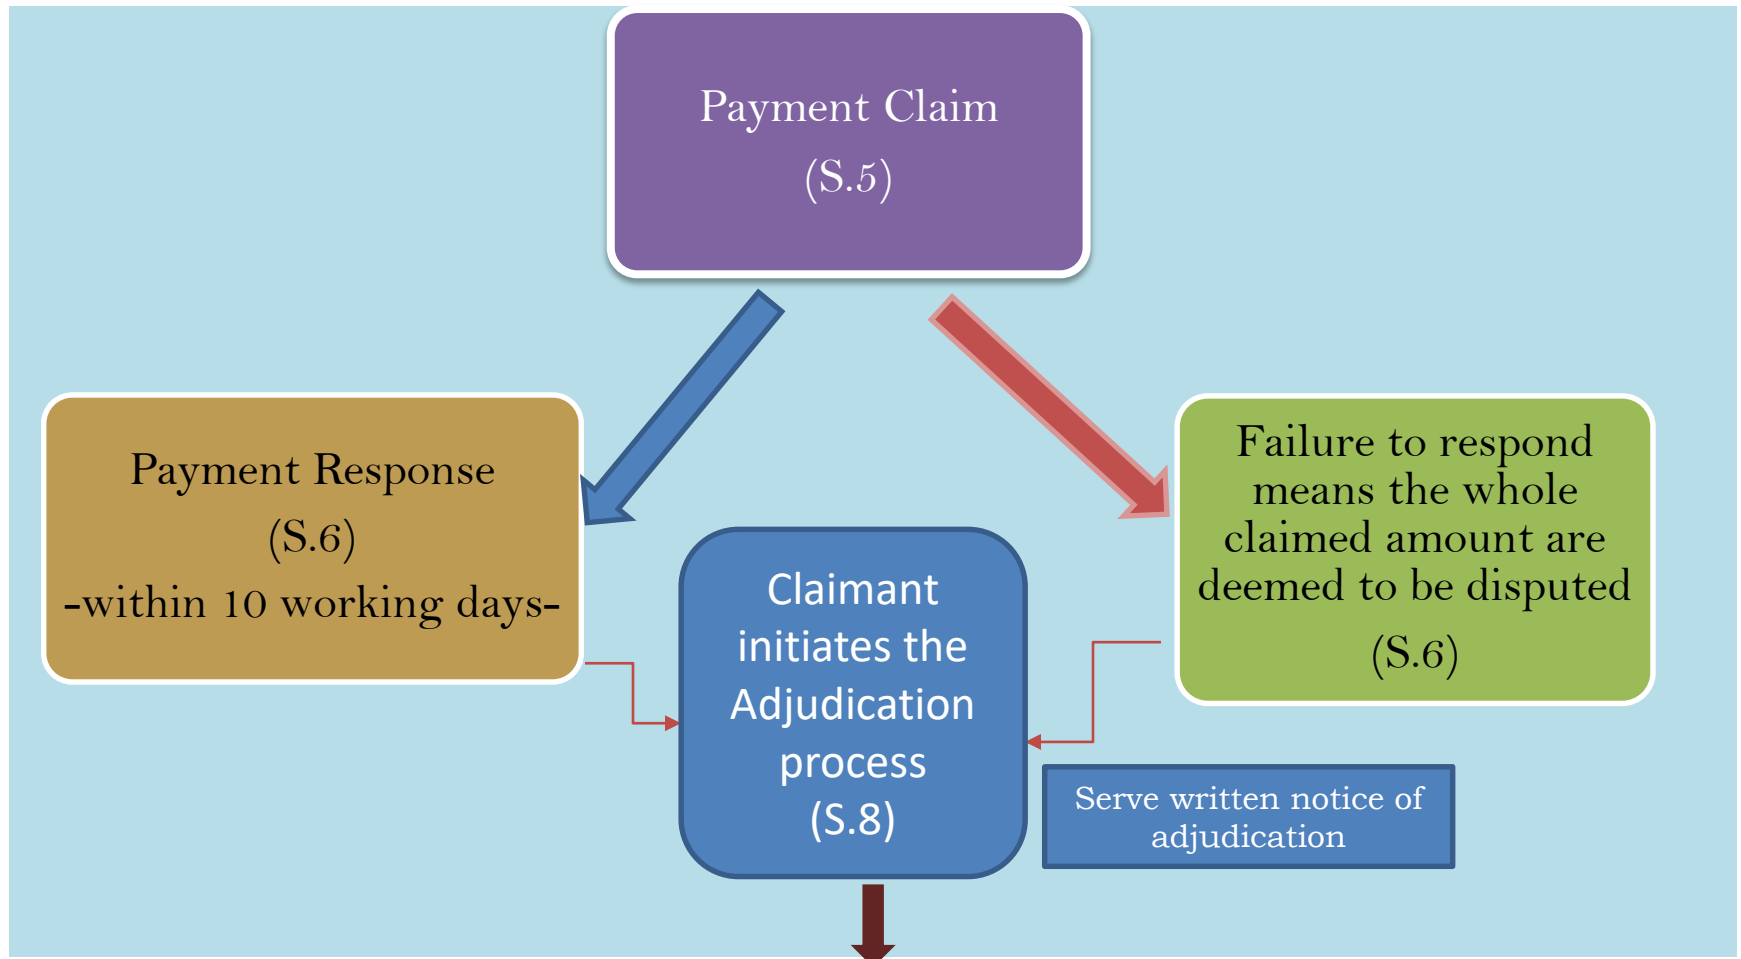 Payment Claim
(S.5)
Payment Response
(S.6)
-within 10 working days-
Failure to respond
means the whole
claimed amount are
deemed to be disputed
(S.6)
Claimant
initiates the
Adjudication
process
(S.8)
Serve written notice of
adjudication